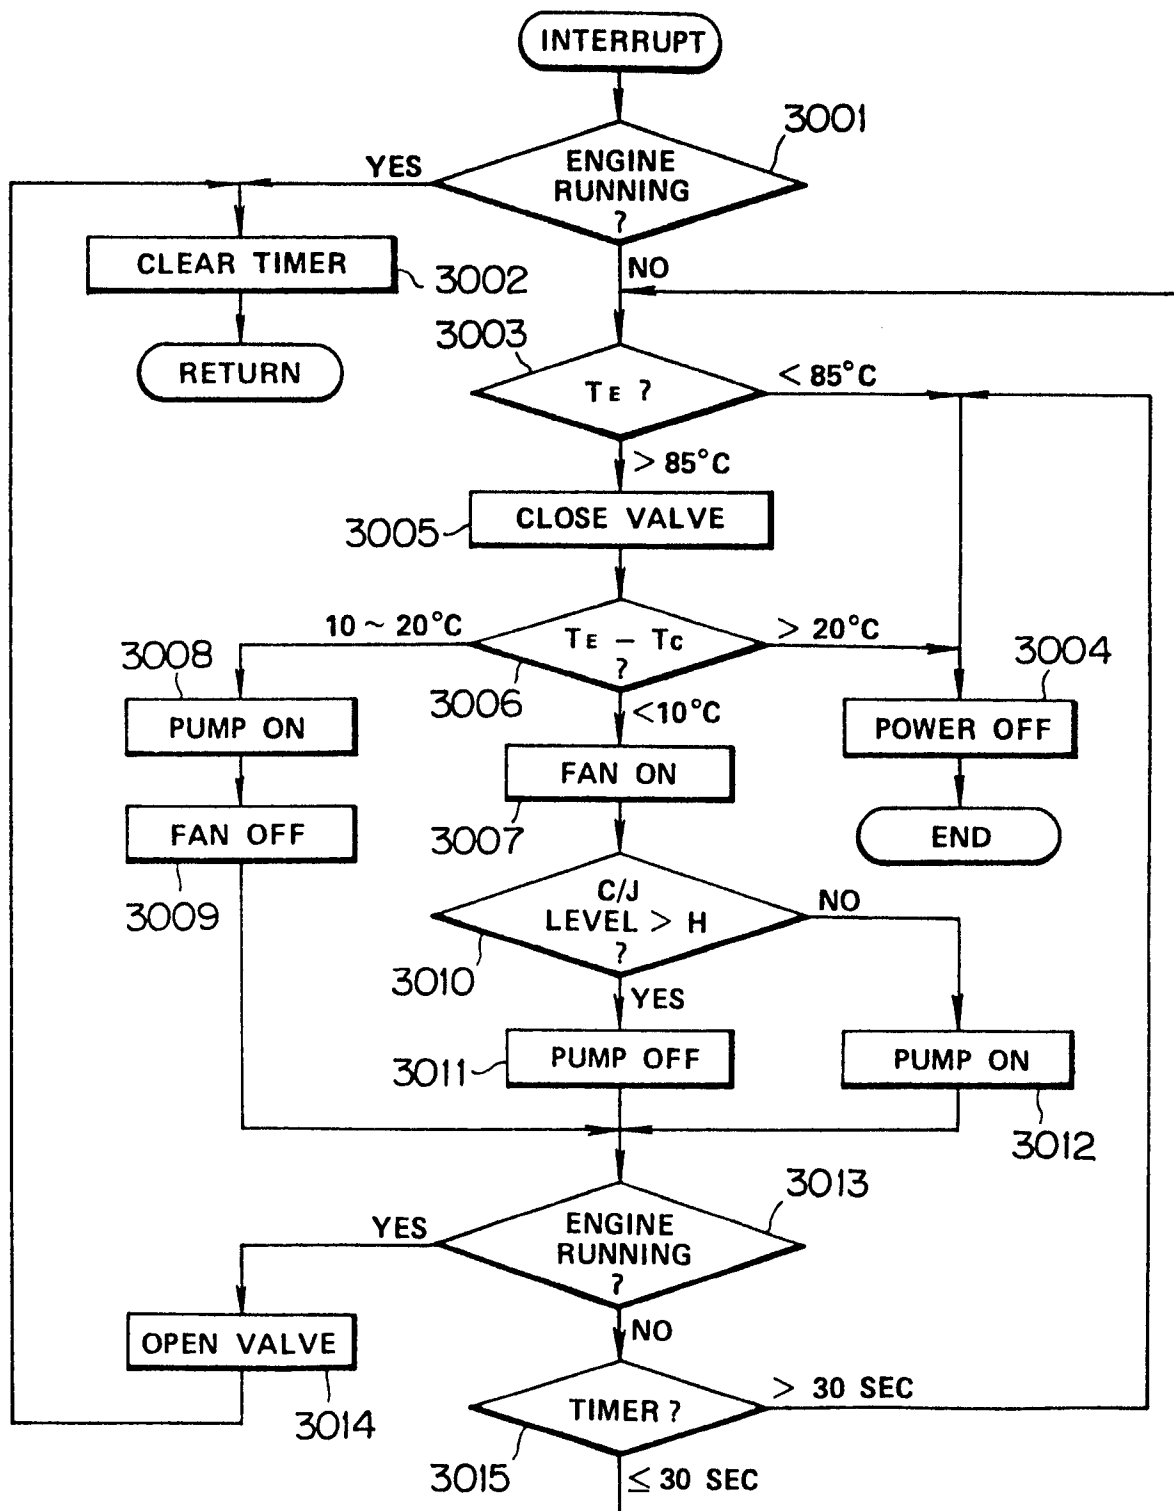 INTERRUPT
3001
YES
ENGINE
RUNNING
?
CLEAR TIMER
3002
NO
RETURN
3003
TE ?
< 85°C
> 85°C
3005
CLOSE VALVE
10 ~ 20°C
TE - TC
?
> 20°C
3008
3006
3004
PUMP ON
<10°C
POWER OFF
FAN ON
FAN OFF
3007
END
3009
C/J
LEVEL > H
?
NO
3010
YES
3011
PUMP OFF
PUMP ON
3012
3013
YES
ENGINE
RUNNING
?
OPEN VALVE
NO
3014
TIMER ?
> 30 SEC
3015
≤ 30 SEC